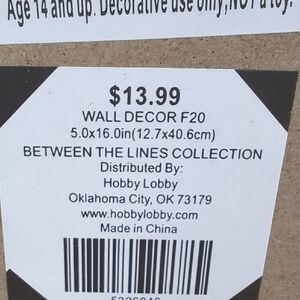 Age 14 and up. Decorative use only, NOT a toy.
$13.99
WALL DECOR F20
5.0x16.0in(12.7x40.6cm)
BETWEEN THE LINES COLLECTION
Distributed By:
Hobby Lobby
Oklahoma City, OK 73179
www.hobbylobby.com
Made in China